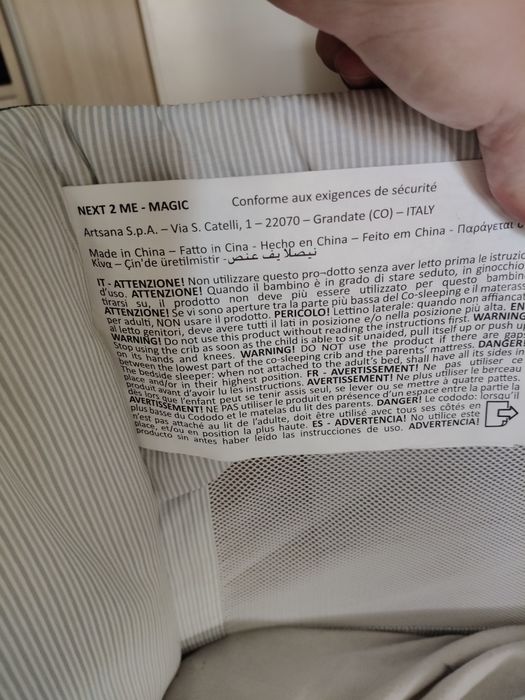 NEXT 2 ME - MAGIC
Conforme aux exigences de sécurité
Artsana S.p.A. – Via S. Catelli, 1 – 22070 – Grandate (CO) – ITALY
Made in China – Fatto in Cina - Hecho en China – Feito em China - Παράγεται
Κίνα – Çin'de üretilmistir - نيصلا يف عنص
IT - ATTENZIONE! Non utilizzare questo pro-dotto senza aver letto prima le istruzio
d'uso. ATTENZIONE! Quando il bambino è in grado di stare seduto, in ginocchio
tirarsi su, il prodotto non deve più essere utilizzato per questo bambin
ATTENZIONE! Se vi sono aperture tra la parte più bassa del Co-sleeping e il materass
per adulti, NON usare il prodotto. PERICOLO! Lettino laterale: quando non affiancat
al letto genitori, deve avere tutti i lati in posizione e/o nella posizione più alta. EN
WARNING! Do not use this product without reading the instructions first. WARNING
Stop using the crib as soon as the child is able to sit unaided, pull itself up or push up
on its hands and knees. WARNING! DO NOT use the product if there are gap
between the lowest part of the co-sleeping crib and the parents' mattress. DANGER!
The bedside sleeper: when not attached to the adult's bed, shall have all its sides in
place and/or in their highest position. FR - AVERTISSEMENT! Ne pas utiliser ce
produit avant d'avoir lu les instructions. AVERTISSEMENT! Ne plus utiliser le berceau
dès lors que l'enfant peut se tenir assis seul, se lever ou se mettre à quatre pattes.
AVERTISSEMENT! NE PAS utiliser le produit en présence d'un espace entre la partie la
plus basse du Cododo et le matelas du lit des parents. DANGER! Le cododo: lorsqu'il
n'est pas attaché au lit de l'adulte, doit être utilisé avec tous ses côtés en
place, et/ou en position la plus haute. ES - ADVERTENCIA! No utilice este
producto sin antes haber leído las instrucciones de uso. ADVERTENCIA!